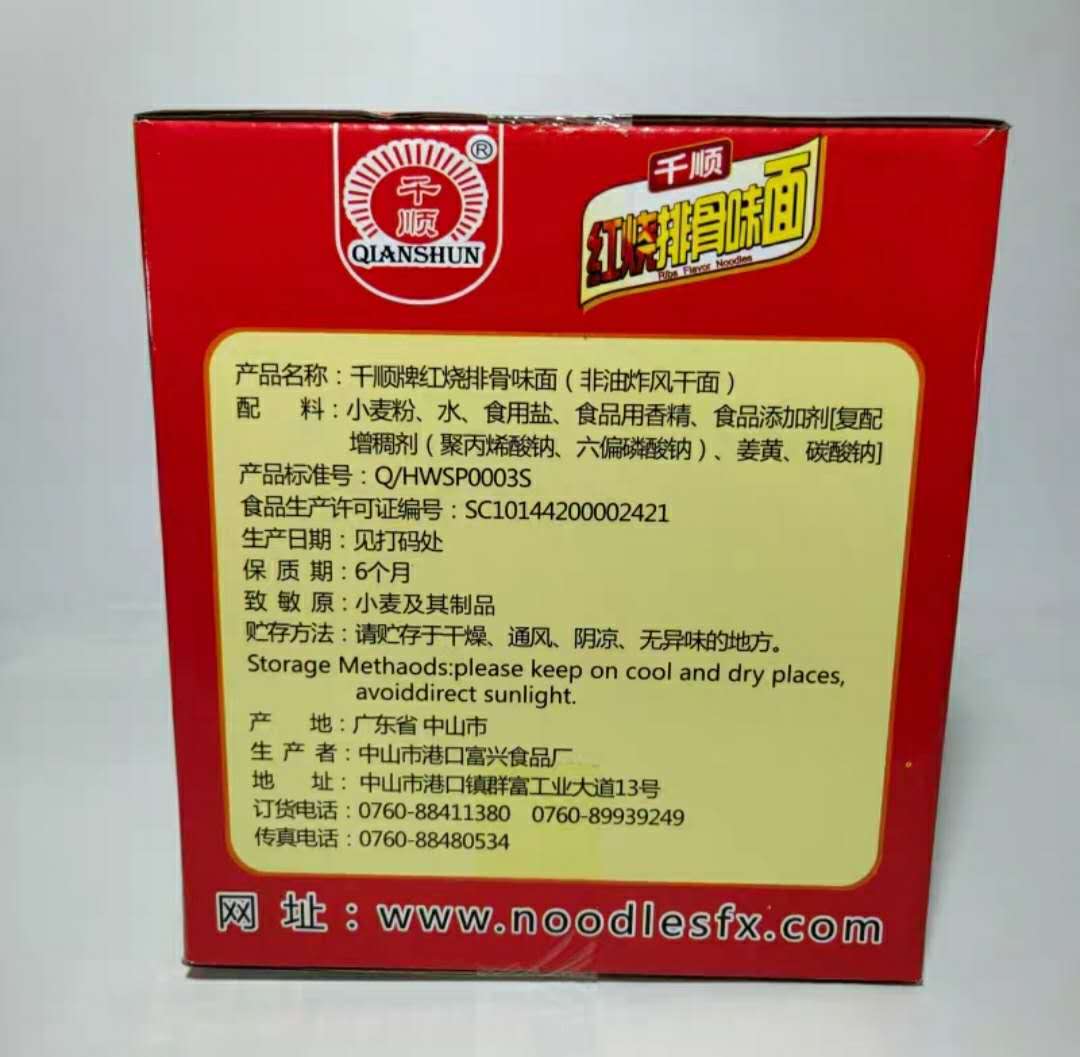 千顺
®
QIANSHUN
千顺
红烧排骨味面
Ribs Flavor Noodles
产品名称：千顺牌红烧排骨味面（非油炸风干面）
配 料：小麦粉、水、食用盐、食品用香精、食品添加剂[复配
增稠剂（聚丙烯酸钠、六偏磷酸钠）、姜黄、碳酸钠]
产品标准号：Q/HWSP0003S
食品生产许可证编号：SC10144200002421
生产日期：见打码处
保 质 期：6个月
致 敏 原：小麦及其制品
贮存方法：请贮存于干燥、通风、阴凉、无异味的地方。
Storage Methaods:please keep on cool and dry places,
avoiddirect sunlight.
产 地：广东省 中山市
生 产 者：中山市港口富兴食品厂
地 址：中山市港口镇群富工业大道13号
订货电话：0760-88411380 0760-89939249
传真电话：0760-88480534
网 址：www.noodlesfx.com